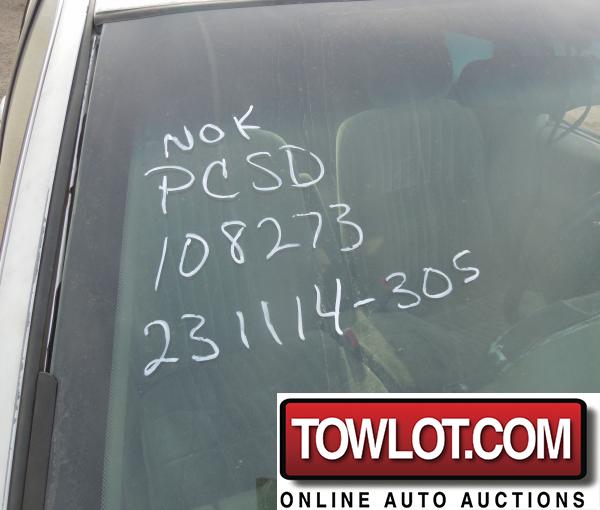 NOK
PCSD
108273
231114-305
TOWLOT.COM
ONLINE AUTO AUCTIONS